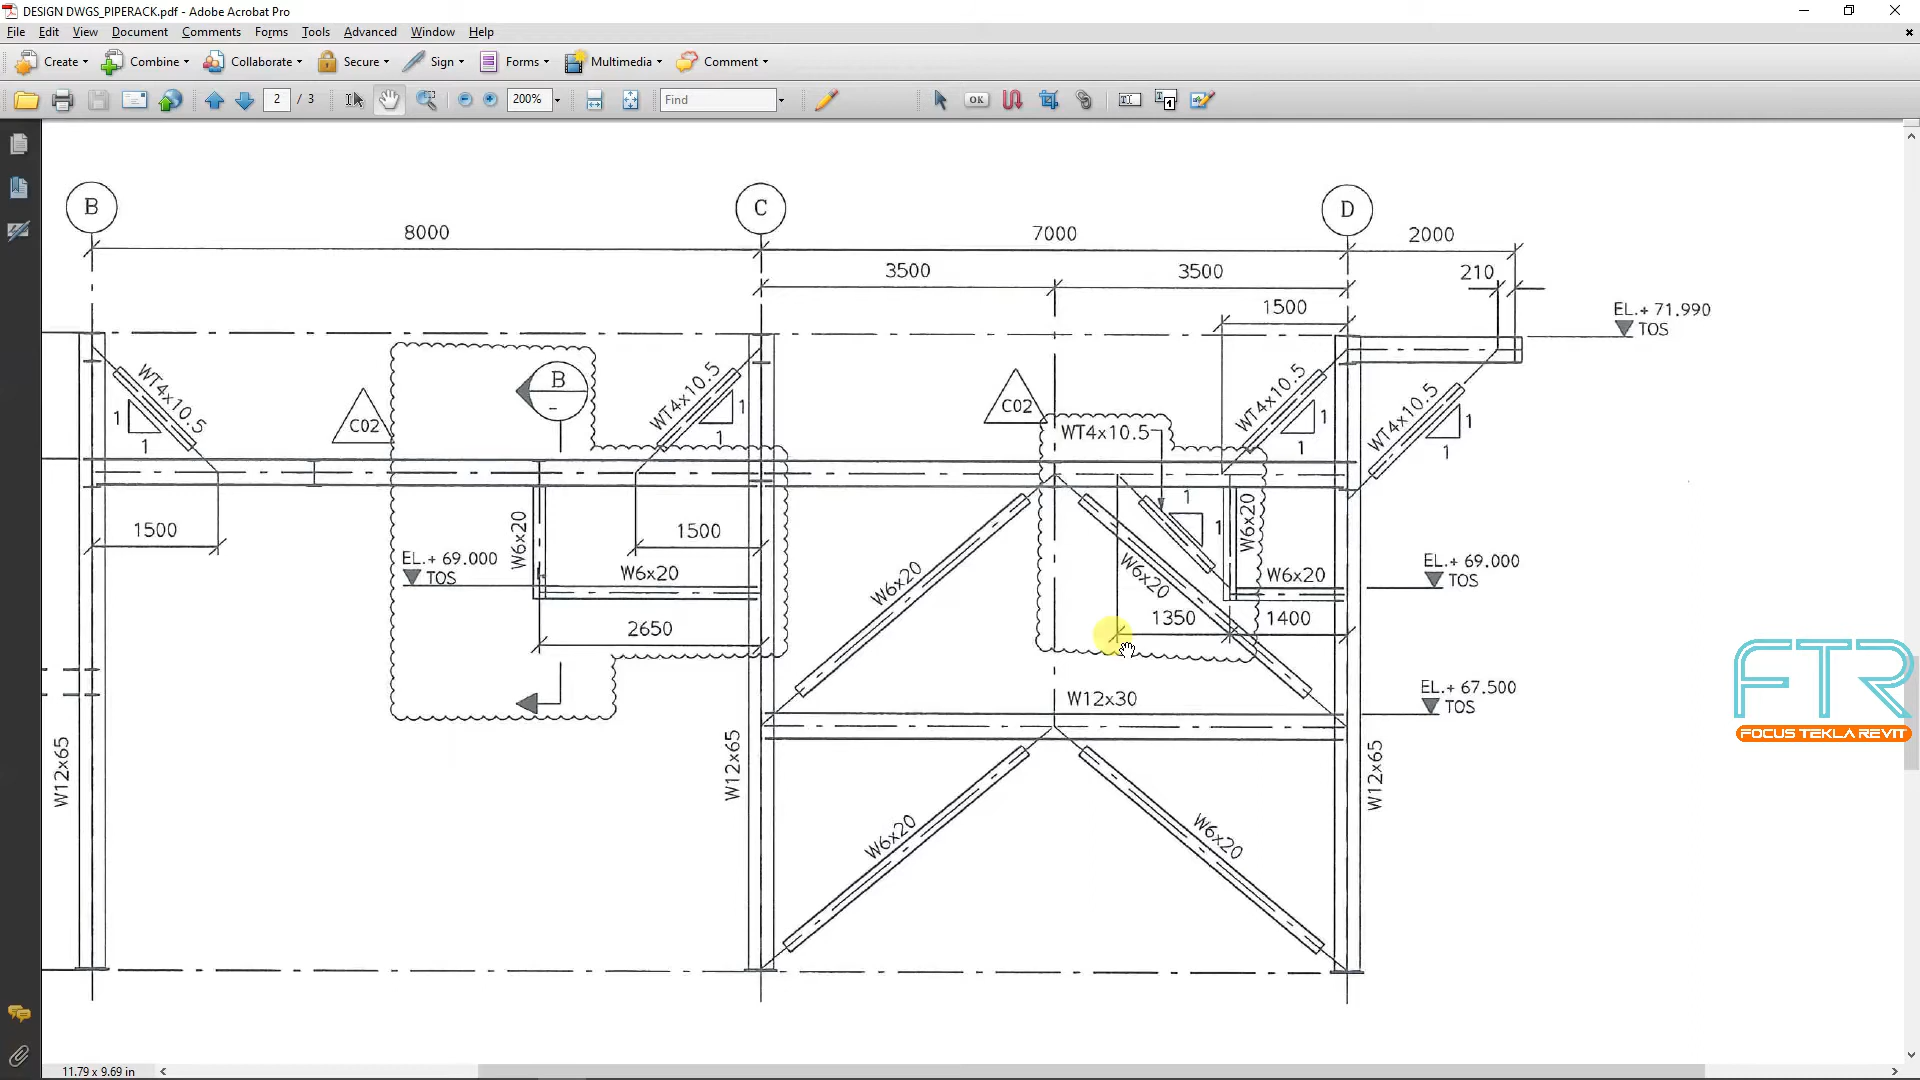 DESIGN DWGS_PIPERACK.pdf - Adobe Acrobat Pro
File Edit View Document Comments Forms Tools Advanced Window Help
Create Combine Collaborate Secure Sign Forms Multimedia Comment
2 / 3 200% Find OK
B C D
8000 7000 2000
3500 3500 210
1500
EL.+ 71.990
TOS
WT4x10.5
1
1
C02
B
-
WT4x10.5
1
1
C02
WT4x10.5
WT4x10.5
1
1
WT4x10.5
1
1
1500
W6x20
1500
EL.+ 69.000
TOS
W6x20
2650
W6x20
W6x20
1
1
W6x20
W6x20
EL.+ 69.000
TOS
1350 1400
W12x30
EL.+ 67.500
TOS
W12x65
W12x65
W12x65
W6x20
W6x20
FTR
FOCUS TEKLA REVIT
11.79 x 9.69 in